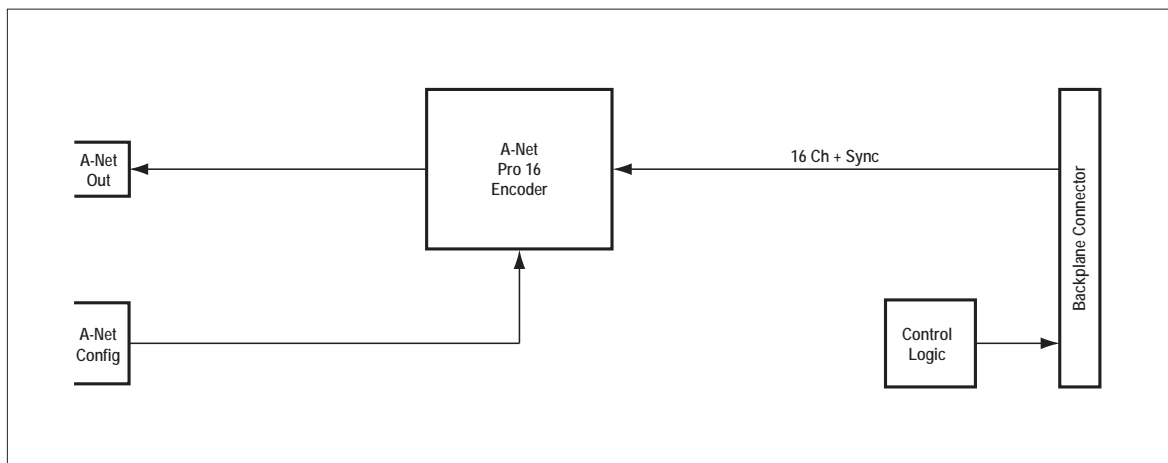 A-Net
Out
A-Net
Pro 16
Encoder
16 Ch + Sync
Backplane Connector
A-Net
Config
Control
Logic